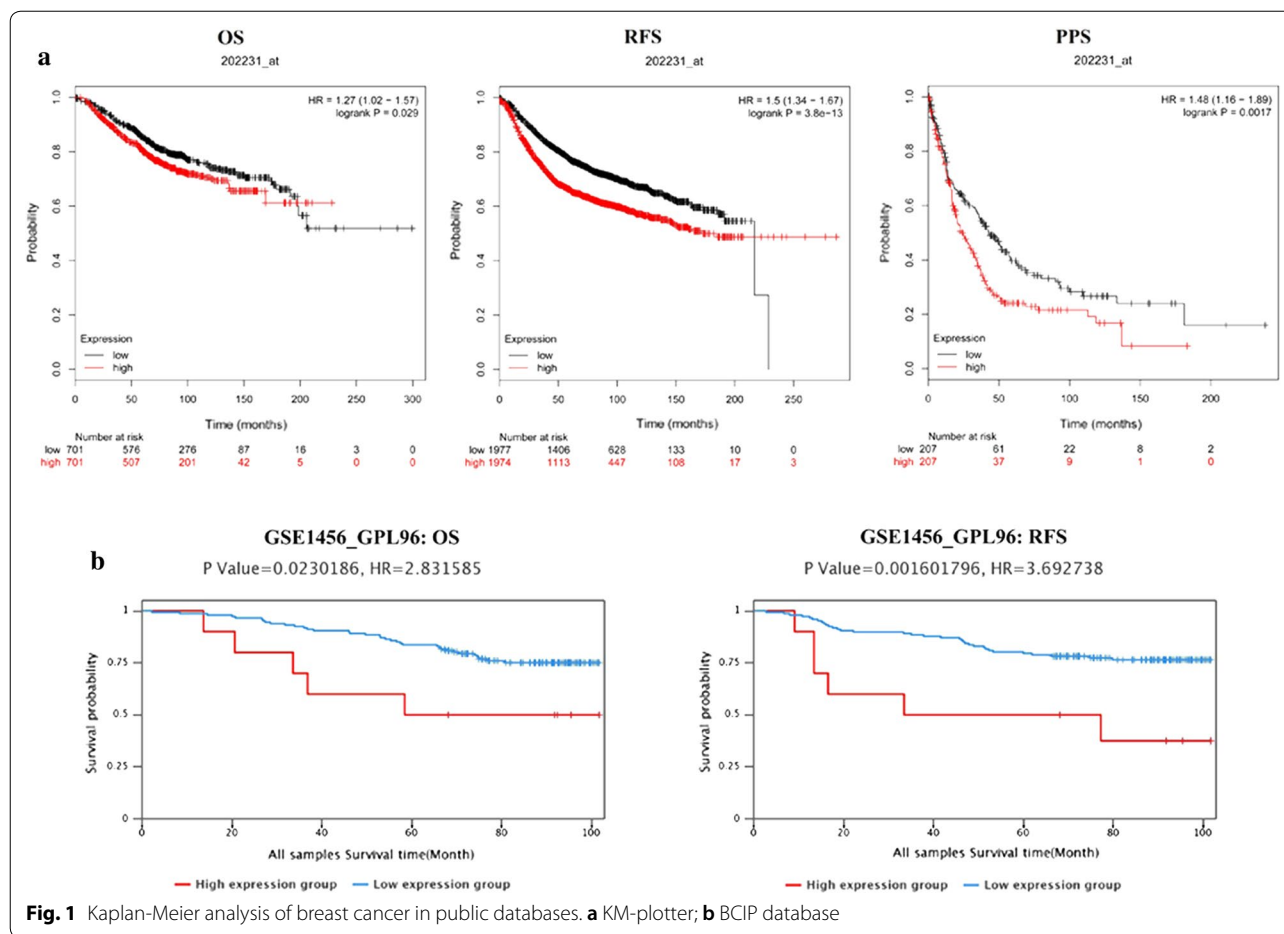 a
OS
202231_at
HR = 1.27 (1.02 − 1.57)
logrank P = 0.029
Probability
1.0
0.8
0.6
0.4
0.2
0.0
Expression
low
high
0 50 100 150 200 250 300
Time (months)
Number at risk
low 701 576 276 87 16 3 0
high 701 507 201 42 5 0 0
RFS
202231_at
HR = 1.5 (1.34 − 1.67)
logrank P = 3.8e−13
Probability
1.0
0.8
0.6
0.4
0.2
0.0
Expression
low
high
0 50 100 150 200 250
Time (months)
Number at risk
low 1977 1406 628 133 10 0
high 1974 1113 447 108 17 3
PPS
202231_at
HR = 1.48 (1.16 − 1.89)
logrank P = 0.0017
Probability
1.0
0.8
0.6
0.4
0.2
0.0
Expression
low
high
0 50 100 150 200
Time (months)
Number at risk
low 207 61 22 8 2
high 207 37 9 1 0
b
GSE1456_GPL96: OS
P Value=0.0230186, HR=2.831585
Survival probability
1
0.75
0.5
0.25
0
0 20 40 60 80 100
All samples Survival time(Month)
High expression group Low expression group
GSE1456_GPL96: RFS
P Value=0.001601796, HR=3.692738
Survival probability
1
0.75
0.5
0.25
0
0 20 40 60 80 100
All samples Survival time(Month)
High expression group Low expression group
Fig. 1 Kaplan-Meier analysis of breast cancer in public databases. a KM-plotter; b BCIP database